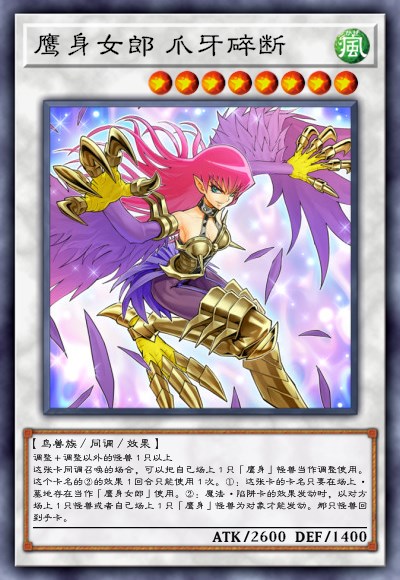 鹰身女郎 爪牙碎断
風
【鸟兽族/同调/效果】
调整+调整以外的怪兽1只以上
这张卡同调召唤的场合，可以把自己场上1只「鹰身」怪兽当作调整使用。
这个卡名的②的效果1回合只能使用1次。①：这张卡的卡名只要在场上·
墓地存在当作「鹰身女郎」使用。②：魔法·陷阱卡的效果发动时，以对方
场上1只怪兽或者自己场上1只「鹰身」怪兽为对象才能发动。那只怪兽回
到手卡。
ATK/2600 DEF/1400